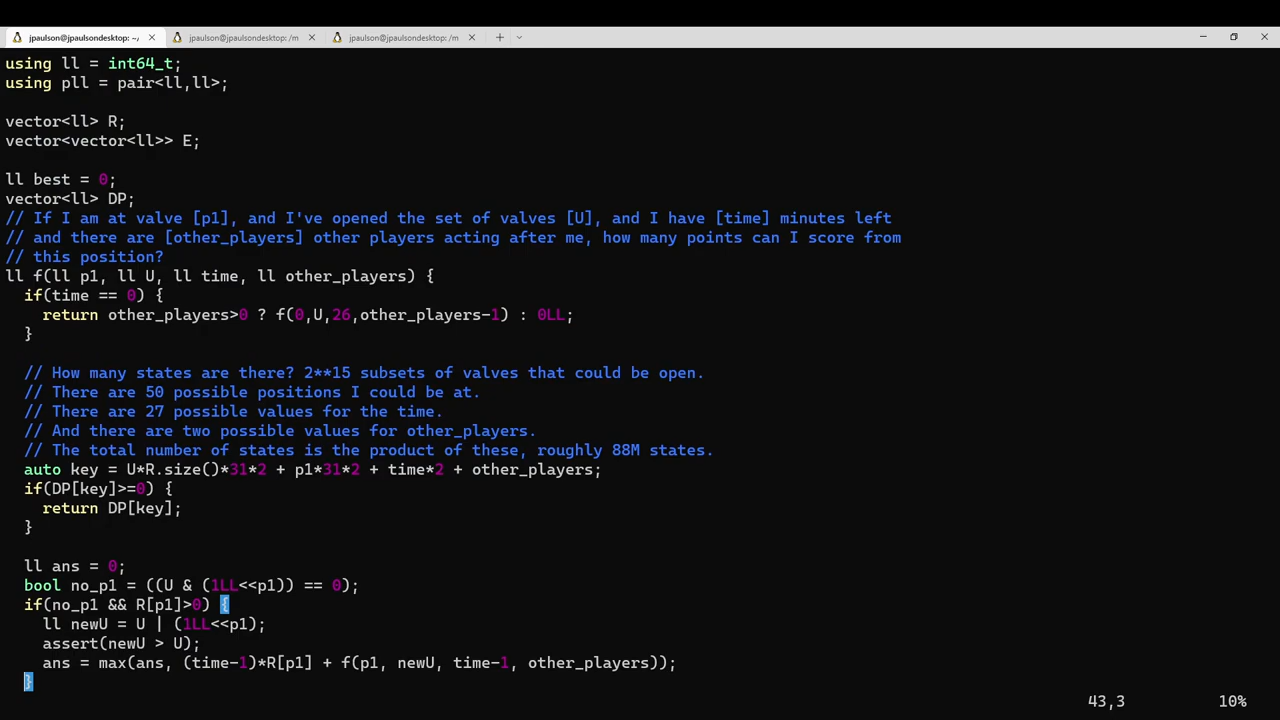 jpaulson@jpaulsondesktop: ~/
jpaulson@jpaulsondesktop: /m
jpaulson@jpaulsondesktop: /m
using ll = int64_t;
using pll = pair<ll,ll>;
vector<ll> R;
vector<vector<ll>> E;
ll best = 0;
vector<ll> DP;
// If I am at valve [p1], and I've opened the set of valves [U], and I have [time] minutes left
// and there are [other_players] other players acting after me, how many points can I score from
// this position?
ll f(ll p1, ll U, ll time, ll other_players) {
  if(time == 0) {
    return other_players>0 ? f(0,U,26,other_players-1) : 0LL;
  }
  // How many states are there? 2**15 subsets of valves that could be open.
  // There are 50 possible positions I could be at.
  // There are 27 possible values for the time.
  // And there are two possible values for other_players.
  // The total number of states is the product of these, roughly 88M states.
  auto key = U*R.size()*31*2 + p1*31*2 + time*2 + other_players;
  if(DP[key]>=0) {
    return DP[key];
  }
  ll ans = 0;
  bool no_p1 = ((U & (1LL<<p1)) == 0);
  if(no_p1 && R[p1]>0) {
    ll newU = U | (1LL<<p1);
    assert(newU > U);
    ans = max(ans, (time-1)*R[p1] + f(p1, newU, time-1, other_players));
  }
43,3 10%